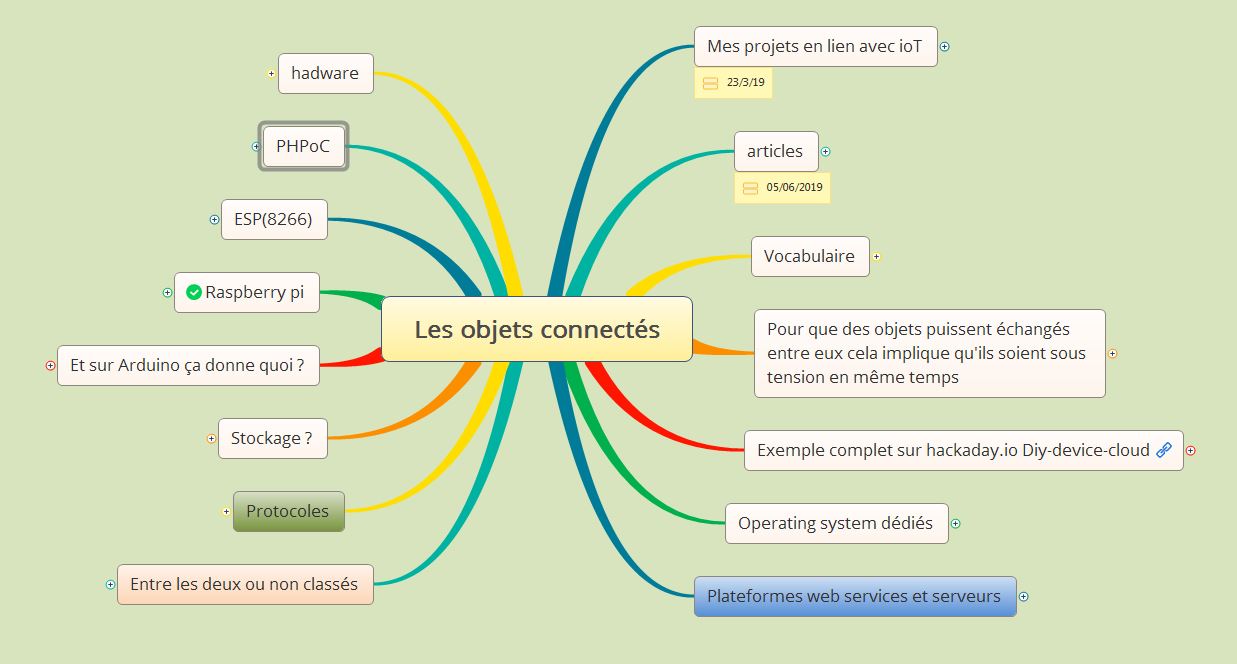 Les objets connectés
Mes projets en lien avec ioT
23/3/19
articles
05/06/2019
Vocabulaire
Pour que des objets puissent échangés
entre eux cela implique qu'ils soient sous
tension en même temps
Exemple complet sur hackaday.io Diy-device-cloud
Operating system dédiés
Plateformes web services et serveurs
hadware
PHPoC
ESP(8266)
Raspberry pi
Et sur Arduino ça donne quoi ?
Stockage ?
Protocoles
Entre les deux ou non classés